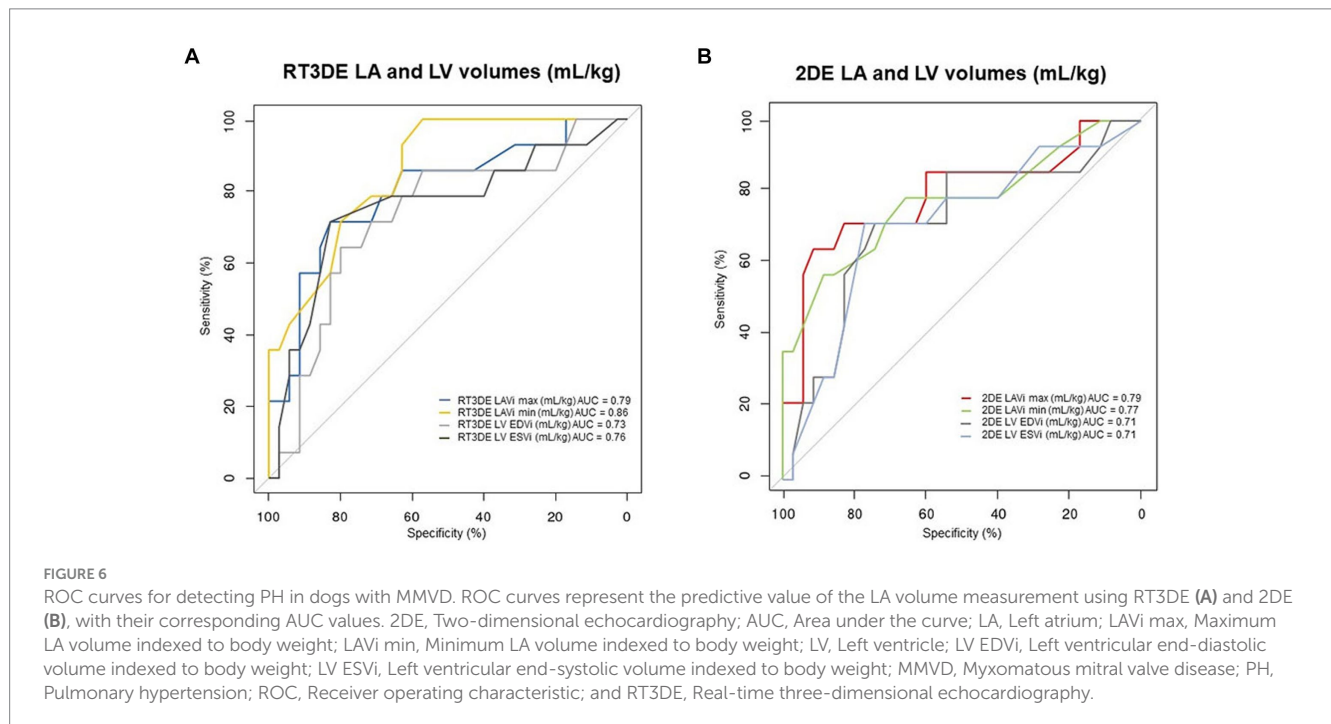 A
RT3DE LA and LV volumes (mL/kg)
Sensitivity (%)
100
80
60
40
20
0
RT3DE LAVi max (mL/kg) AUC = 0.79
RT3DE LAVi min (mL/kg) AUC = 0.86
RT3DE LV EDVi (mL/kg) AUC = 0.73
RT3DE LV ESVi (mL/kg) AUC = 0.76
100 80 60 40 20 0
Specificity (%)
B
2DE LA and LV volumes (mL/kg)
Sensitivity (%)
100
80
60
40
20
0
2DE LAVi max (mL/kg) AUC = 0.79
2DE LAVi min (mL/kg) AUC = 0.77
2DE LV EDVi (mL/kg) AUC = 0.71
2DE LV ESVi (mL/kg) AUC = 0.71
100 80 60 40 20 0
Specificity (%)
FIGURE 6
ROC curves for detecting PH in dogs with MMVD. ROC curves represent the predictive value of the LA volume measurement using RT3DE (A) and 2DE
(B), with their corresponding AUC values. 2DE, Two-dimensional echocardiography; AUC, Area under the curve; LA, Left atrium; LAVi max, Maximum
LA volume indexed to body weight; LAVi min, Minimum LA volume indexed to body weight; LV, Left ventricle; LV EDVi, Left ventricular end-diastolic
volume indexed to body weight; LV ESVi, Left ventricular end-systolic volume indexed to body weight; MMVD, Myxomatous mitral valve disease; PH,
Pulmonary hypertension; ROC, Receiver operating characteristic; and RT3DE, Real-time three-dimensional echocardiography.